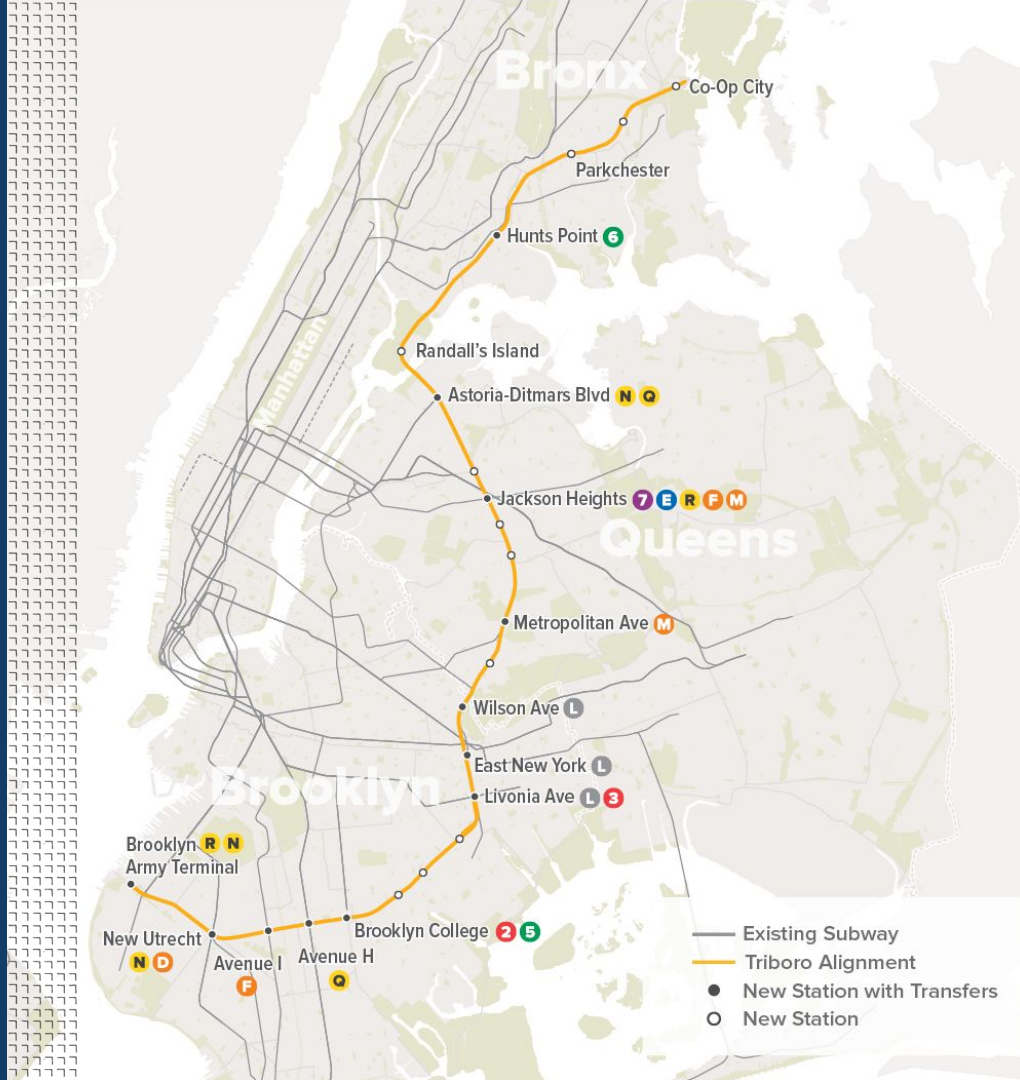 Bronx
Co-Op City
Parkchester
Hunts Point 6
Randall's Island
Manhattan
Astoria-Ditmars Blvd N Q
Jackson Heights 7 E R F M
Queens
Metropolitan Ave M
Wilson Ave L
East New York L
Brooklyn
Livonia Ave L 3
Brooklyn R N
Army Terminal
Brooklyn College 2 5
New Utrecht
N D
Avenue I
F
Avenue H
Q
Existing Subway
Triboro Alignment
New Station with Transfers
New Station